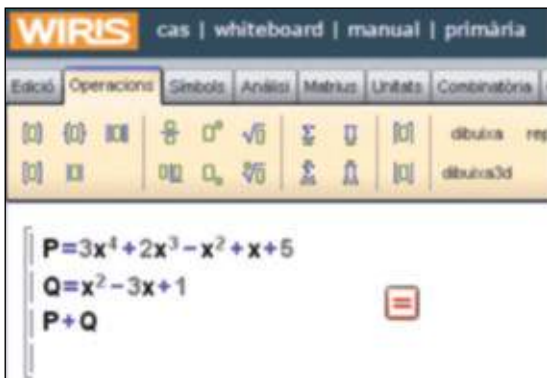 WIRIS cas | whiteboard | manual | primària
Edició Operacions Símbols Anàlisi Matrius Unitats Combinatòria
dibuixa
dibuixa3d
P=3x⁴+2x³−x²+x+5
Q=x²−3x+1
P+Q
=